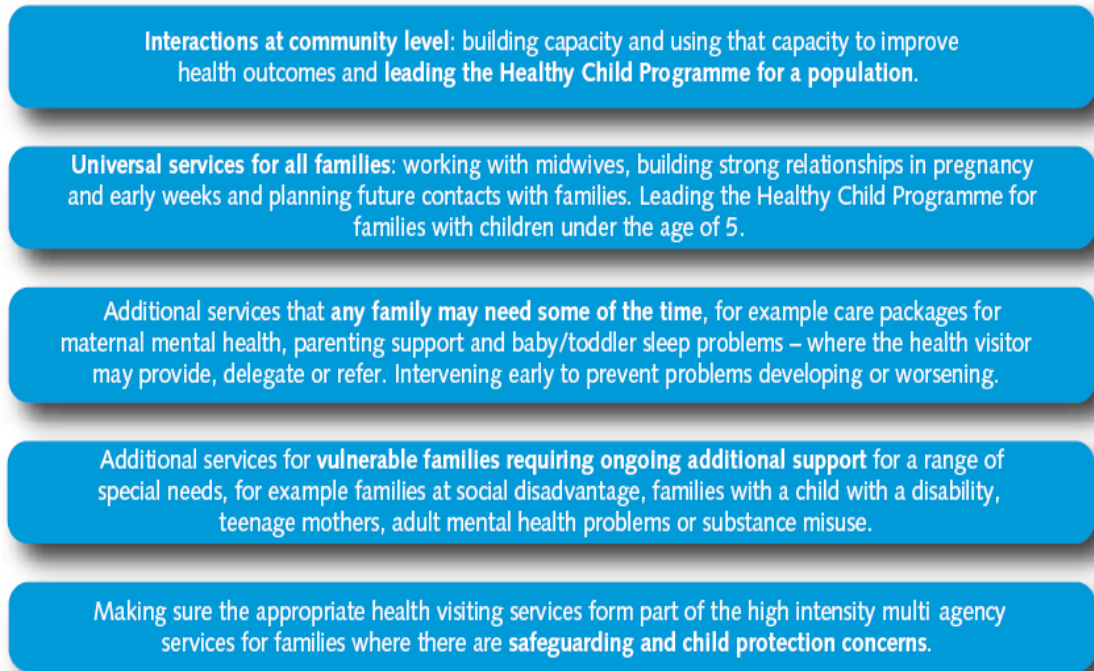 Interactions at community level: building capacity and using that capacity to improve
health outcomes and leading the Healthy Child Programme for a population.
Universal services for all families: working with midwives, building strong relationships in pregnancy
and early weeks and planning future contacts with families. Leading the Healthy Child Programme for
families with children under the age of 5.
Additional services that any family may need some of the time, for example care packages for
maternal mental health, parenting support and baby/toddler sleep problems – where the health visitor
may provide, delegate or refer. Intervening early to prevent problems developing or worsening.
Additional services for vulnerable families requiring ongoing additional support for a range of
special needs, for example families at social disadvantage, families with a child with a disability,
teenage mothers, adult mental health problems or substance misuse.
Making sure the appropriate health visiting services form part of the high intensity multi agency
services for families where there are safeguarding and child protection concerns.